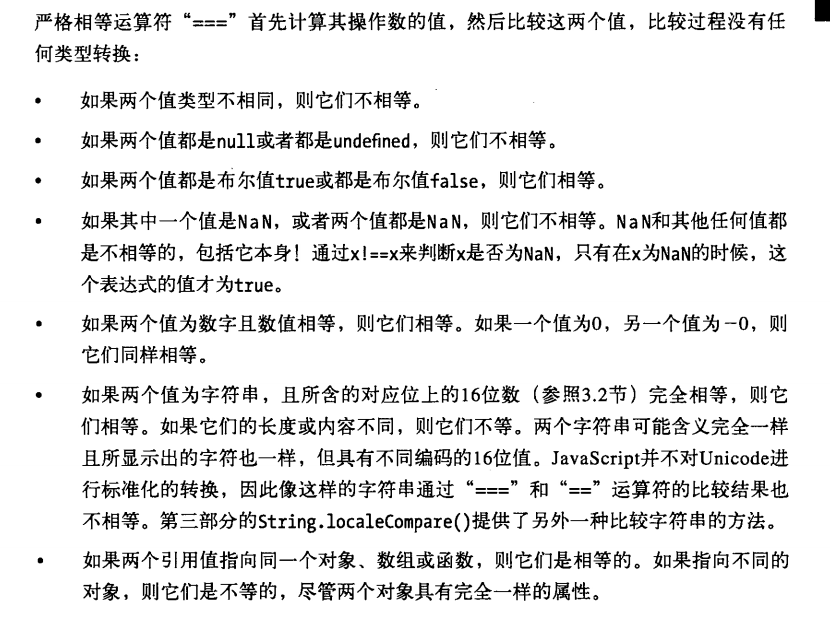 严格相等运算符“===”首先计算其操作数的值，然后比较这两个值，比较过程没有任
何类型转换：
• 如果两个值类型不相同，则它们不相等。
• 如果两个值都是null或者都是undefined，则它们不相等。
• 如果两个值都是布尔值true或都是布尔值false，则它们相等。
• 如果其中一个值是NaN，或者两个值都是NaN，则它们不相等。NaN和其他任何值都
是不相等的，包括它本身！通过x!==x来判断x是否为NaN，只有在x为NaN的时候，这
个表达式的值才为true。
• 如果两个值为数字且数值相等，则它们相等。如果一个值为0，另一个值为-0，则
它们同样相等。
• 如果两个值为字符串，且所含的对应位上的16位数（参照3.2节）完全相等，则它
们相等。如果它们的长度或内容不同，则它们不等。两个字符串可能含义完全一样
且所显示出的字符也一样，但具有不同编码的16位值。JavaScript并不对Unicode进
行标准化的转换，因此像这样的字符串通过“===”和“==”运算符的比较结果也
不相等。第三部分的String.localeCompare()提供了另外一种比较字符串的方法。
• 如果两个引用值指向同一个对象、数组或函数，则它们是相等的。如果指向不同的
对象，则它们是不等的，尽管两个对象具有完全一样的属性。